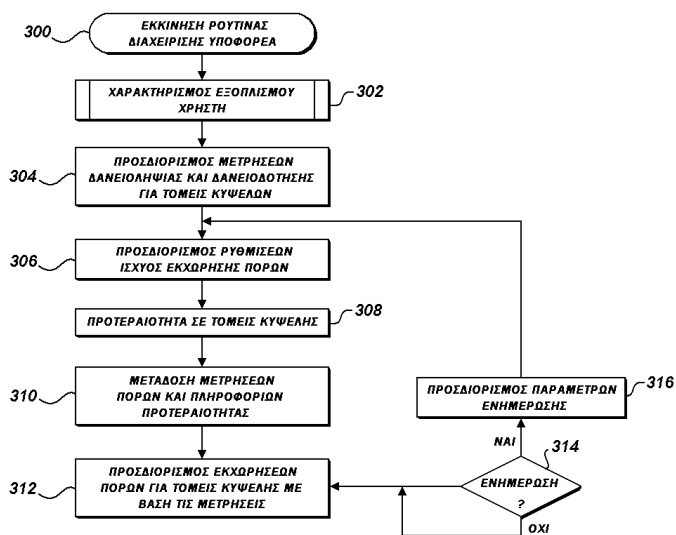 300
ΕΚΚΙΝΗΣΗ ΡΟΥΤΙΝΑΣ
ΔΙΑΧΕΙΡΙΣΗΣ ΥΠΟΦΟΡΕΑ
ΧΑΡΑΚΤΗΡΙΣΜΟΣ ΕΞΟΠΛΙΣΜΟΥ
ΧΡΗΣΤΗ
302
304
ΠΡΟΣΔΙΟΡΙΣΜΟΣ ΜΕΤΡΗΣΕΩΝ
ΔΑΝΕΙΟΛΗΨΙΑΣ ΚΑΙ ΔΑΝΕΙΟΔΟΤΗΣΗΣ
ΓΙΑ ΤΟΜΕΙΣ ΚΥΨΕΛΩΝ
306
ΠΡΟΣΔΙΟΡΙΣΜΟΣ ΡΥΘΜΙΣΕΩΝ
ΙΣΧΥΟΣ ΕΚΧΩΡΗΣΗΣ ΠΟΡΩΝ
ΠΡΟΤΕΡΑΙΟΤΗΤΑ ΣΕ ΤΟΜΕΙΣ ΚΥΨΕΛΗΣ
308
310
ΜΕΤΑΔΟΣΗ ΜΕΤΡΗΣΕΩΝ
ΠΟΡΩΝ ΚΑΙ ΠΛΗΡΟΦΟΡΙΩΝ
ΠΡΟΤΕΡΑΙΟΤΗΤΑΣ
312
ΠΡΟΣΔΙΟΡΙΣΜΟΣ ΕΚΧΩΡΗΣΕΩΝ
ΠΟΡΩΝ ΓΙΑ ΤΟΜΕΙΣ ΚΥΨΕΛΗΣ ΜΕ
ΒΑΣΗ ΤΙΣ ΜΕΤΡΗΣΕΙΣ
ΠΡΟΣΔΙΟΡΙΣΜΟΣ ΠΑΡΑΜΕΤΡΩΝ
ΕΝΗΜΕΡΩΣΗΣ
316
ΝΑΙ
314
ΕΝΗΜΕΡΩΣΗ
?
ΟΧΙ